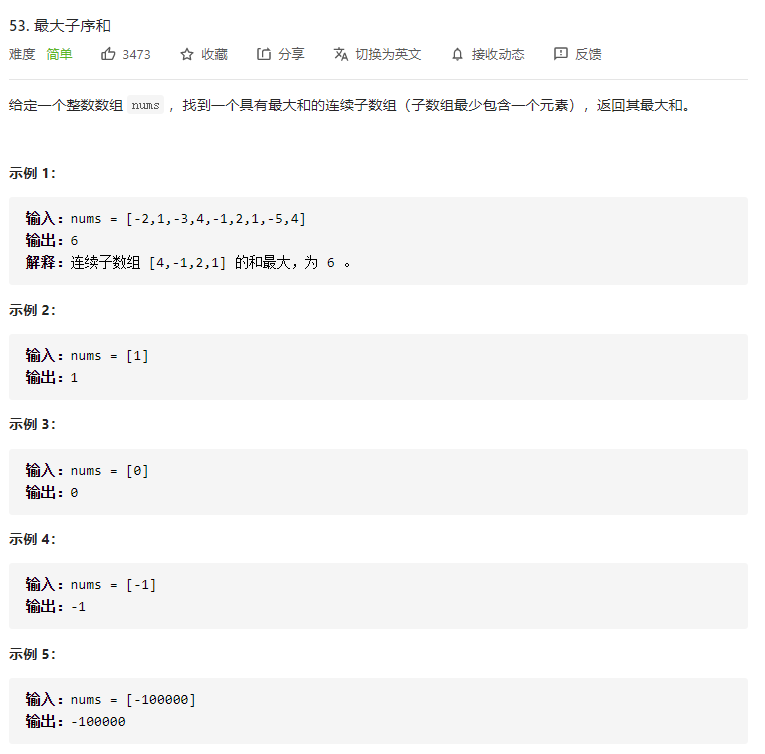 53. 最大子序和
难度 简单 3473 收藏 分享 切换为英文 接收动态 反馈
给定一个整数数组 nums ，找到一个具有最大和的连续子数组（子数组最少包含一个元素），返回其最大和。
示例 1：
输入：nums = [-2,1,-3,4,-1,2,1,-5,4]
输出：6
解释：连续子数组 [4,-1,2,1] 的和最大，为 6 。
示例 2：
输入：nums = [1]
输出：1
示例 3：
输入：nums = [0]
输出：0
示例 4：
输入：nums = [-1]
输出：-1
示例 5：
输入：nums = [-100000]
输出：-100000